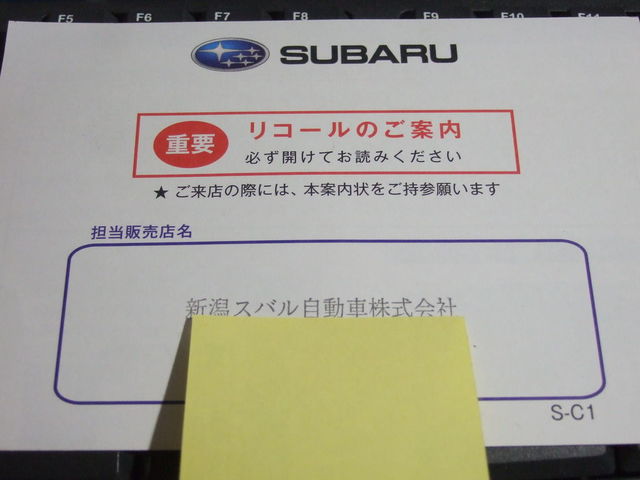 F5 F6 F7 F8 F9 F10 F11
SUBARU
重要
リコールのご案内
必ず開けてお読みください
★ ご来店の際には、本案内状をご持参願います
担当販売店名
新潟スバル自動車株式会社
S-C1